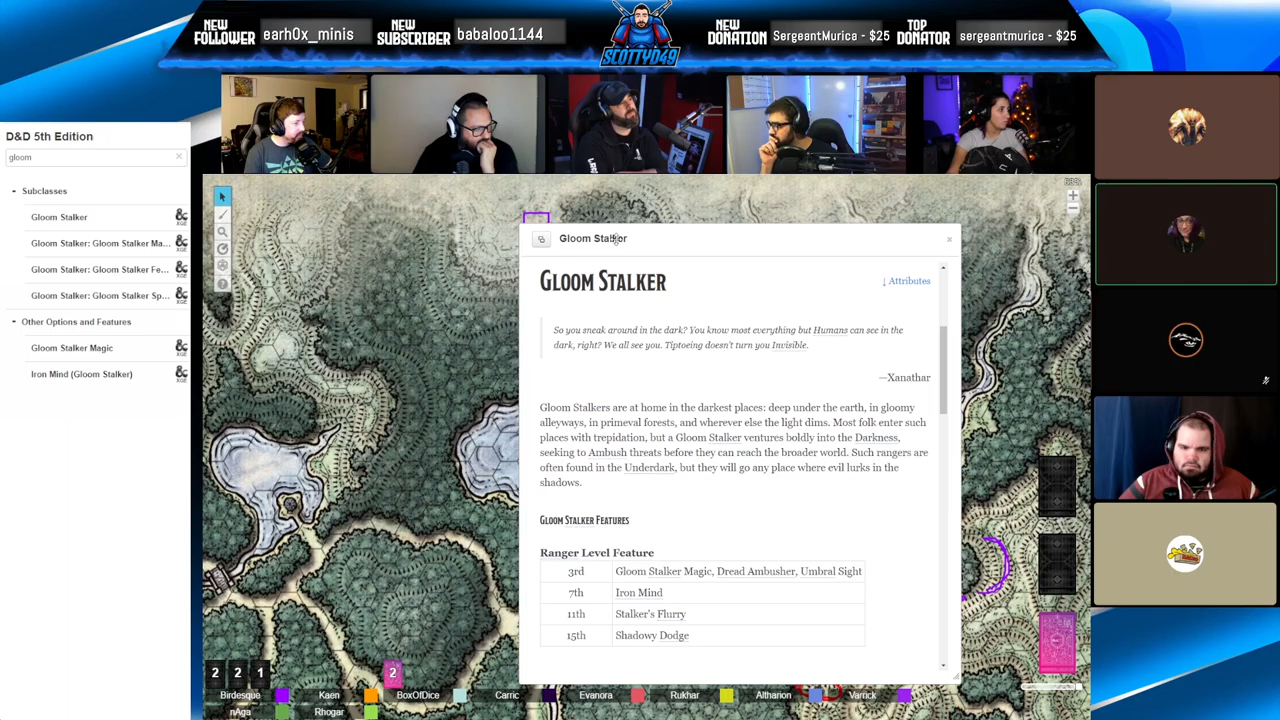 NEW FOLLOWER earh0x_minis
NEW SUBSCRIBER babaloo1144
SCOTTYD49
NEW DONATION SergeantMurica - $25
TOP DONATOR sergeantmurica - $25
D&D 5th Edition
gloom
Subclasses
Gloom Stalker
Gloom Stalker: Gloom Stalker Ma...
Gloom Stalker: Gloom Stalker Fe...
Gloom Stalker: Gloom Stalker Sp...
Other Options and Features
Gloom Stalker Magic
Iron Mind (Gloom Stalker)
Gloom Stalker
GLOOM STALKER
↓ Attributes
So you sneak around in the dark? You know most everything but Humans can see in the
dark, right? We all see you. Tiptoeing doesn't turn you Invisible.
—Xanathar
Gloom Stalkers are at home in the darkest places: deep under the earth, in gloomy
alleyways, in primeval forests, and wherever else the light dims. Most folk enter such
places with trepidation, but a Gloom Stalker ventures boldly into the Darkness,
seeking to Ambush threats before they can reach the broader world. Such rangers are
often found in the Underdark, but they will go any place where evil lurks in the
shadows.
GLOOM STALKER FEATURES
Ranger Level Feature
3rd Gloom Stalker Magic, Dread Ambusher, Umbral Sight
7th Iron Mind
11th Stalker's Flurry
15th Shadowy Dodge
2 2 1 2
Birdesque Kaen BoxOfDice Carric Evanora Rukhar Altharion Varrick
nAga Rhogar